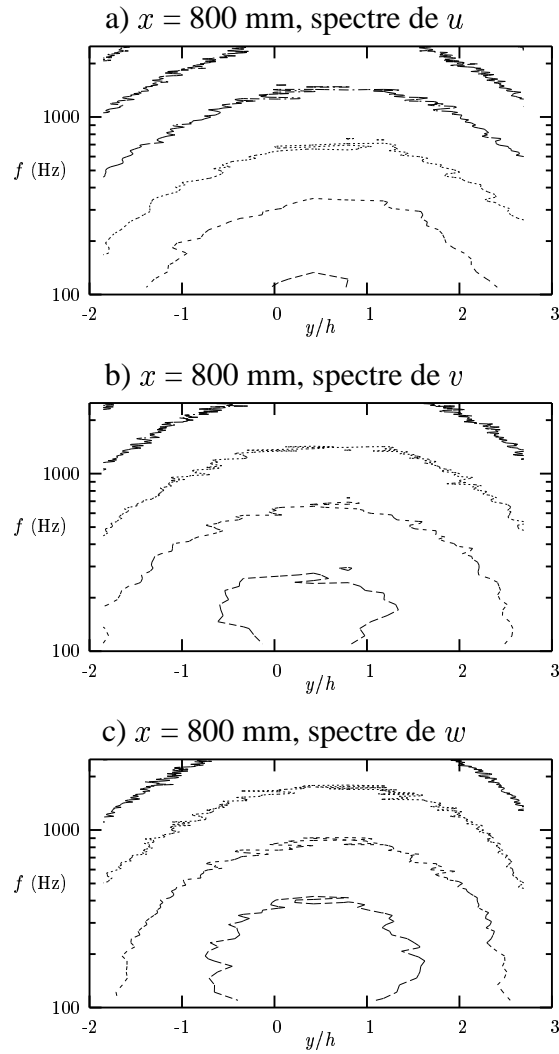 a) x = 800 mm, spectre de u
1000
f (Hz)
100
-2 -1 0 1 2 3
y/h
b) x = 800 mm, spectre de v
1000
f (Hz)
100
-2 -1 0 1 2 3
y/h
c) x = 800 mm, spectre de w
1000
f (Hz)
100
-2 -1 0 1 2 3
y/h